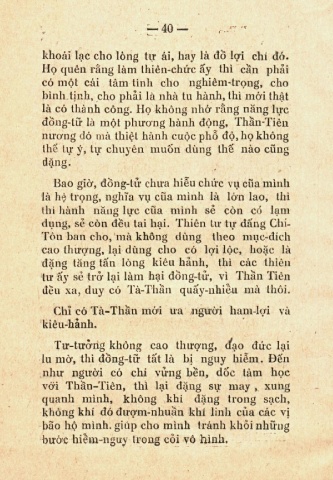 — 40 —
khoái lạc cho lòng tự ái, hay là đồ lợi chi đó.
Họ quên rằng làm thiên-chức ấy thì cần phải
có một cái tâm tình cho nghiêm-trọng, cho
bình tịnh, cho phải là nhà tu hành, thì mới thật
là có thành công. Họ không nhớ rằng năng lực
đồng-tử là một phương hành động, Thần-Tiên
nương đó mà thiệt hành cuộc phổ độ, họ không
thể tự ý, tự chuyên muốn dùng thế nào cũng
đặng.
Bao giờ, đồng-tử chưa hiểu chức vụ của mình
là hệ trọng, nghĩa vụ của mình là lớn lao, thì
thi hành năng lực của mình sẻ còn có lạm
dụng, sẻ còn đều tai hại. Thiên tư tự đấng Chí-
Tôn ban cho, mà không dùng theo mục-đích
cao thượng, lại dùng cho có lợi lộc, hoặc là
đặng tăng tấn lòng kiêu hảnh, thì các thiên
tư ấy sẻ trở lại làm hại đồng-tử, vì Thần Tiên
đều xa, duy có Tà-Thần quấy-nhiểu mà thôi.
Chỉ có Tà-Thần mới ưa người ham-lợi và
kiêu-hảnh.
Tư-tưởng không cao thượng, đạo đức lại
lu mờ, thì đồng-tử tất là bị nguy hiểm. Đến
như người có chí vửng bền, dốc tâm học
với Thần-Tiên, thì lại đặng sự may, xung
quanh mình, không khí đặng trong sạch,
không khí đó đượm-nhuần khí linh của các vị
bão hộ mình. giúp cho mình tránh khỏi những
bước hiểm-nguy trong cỏi vô hình.